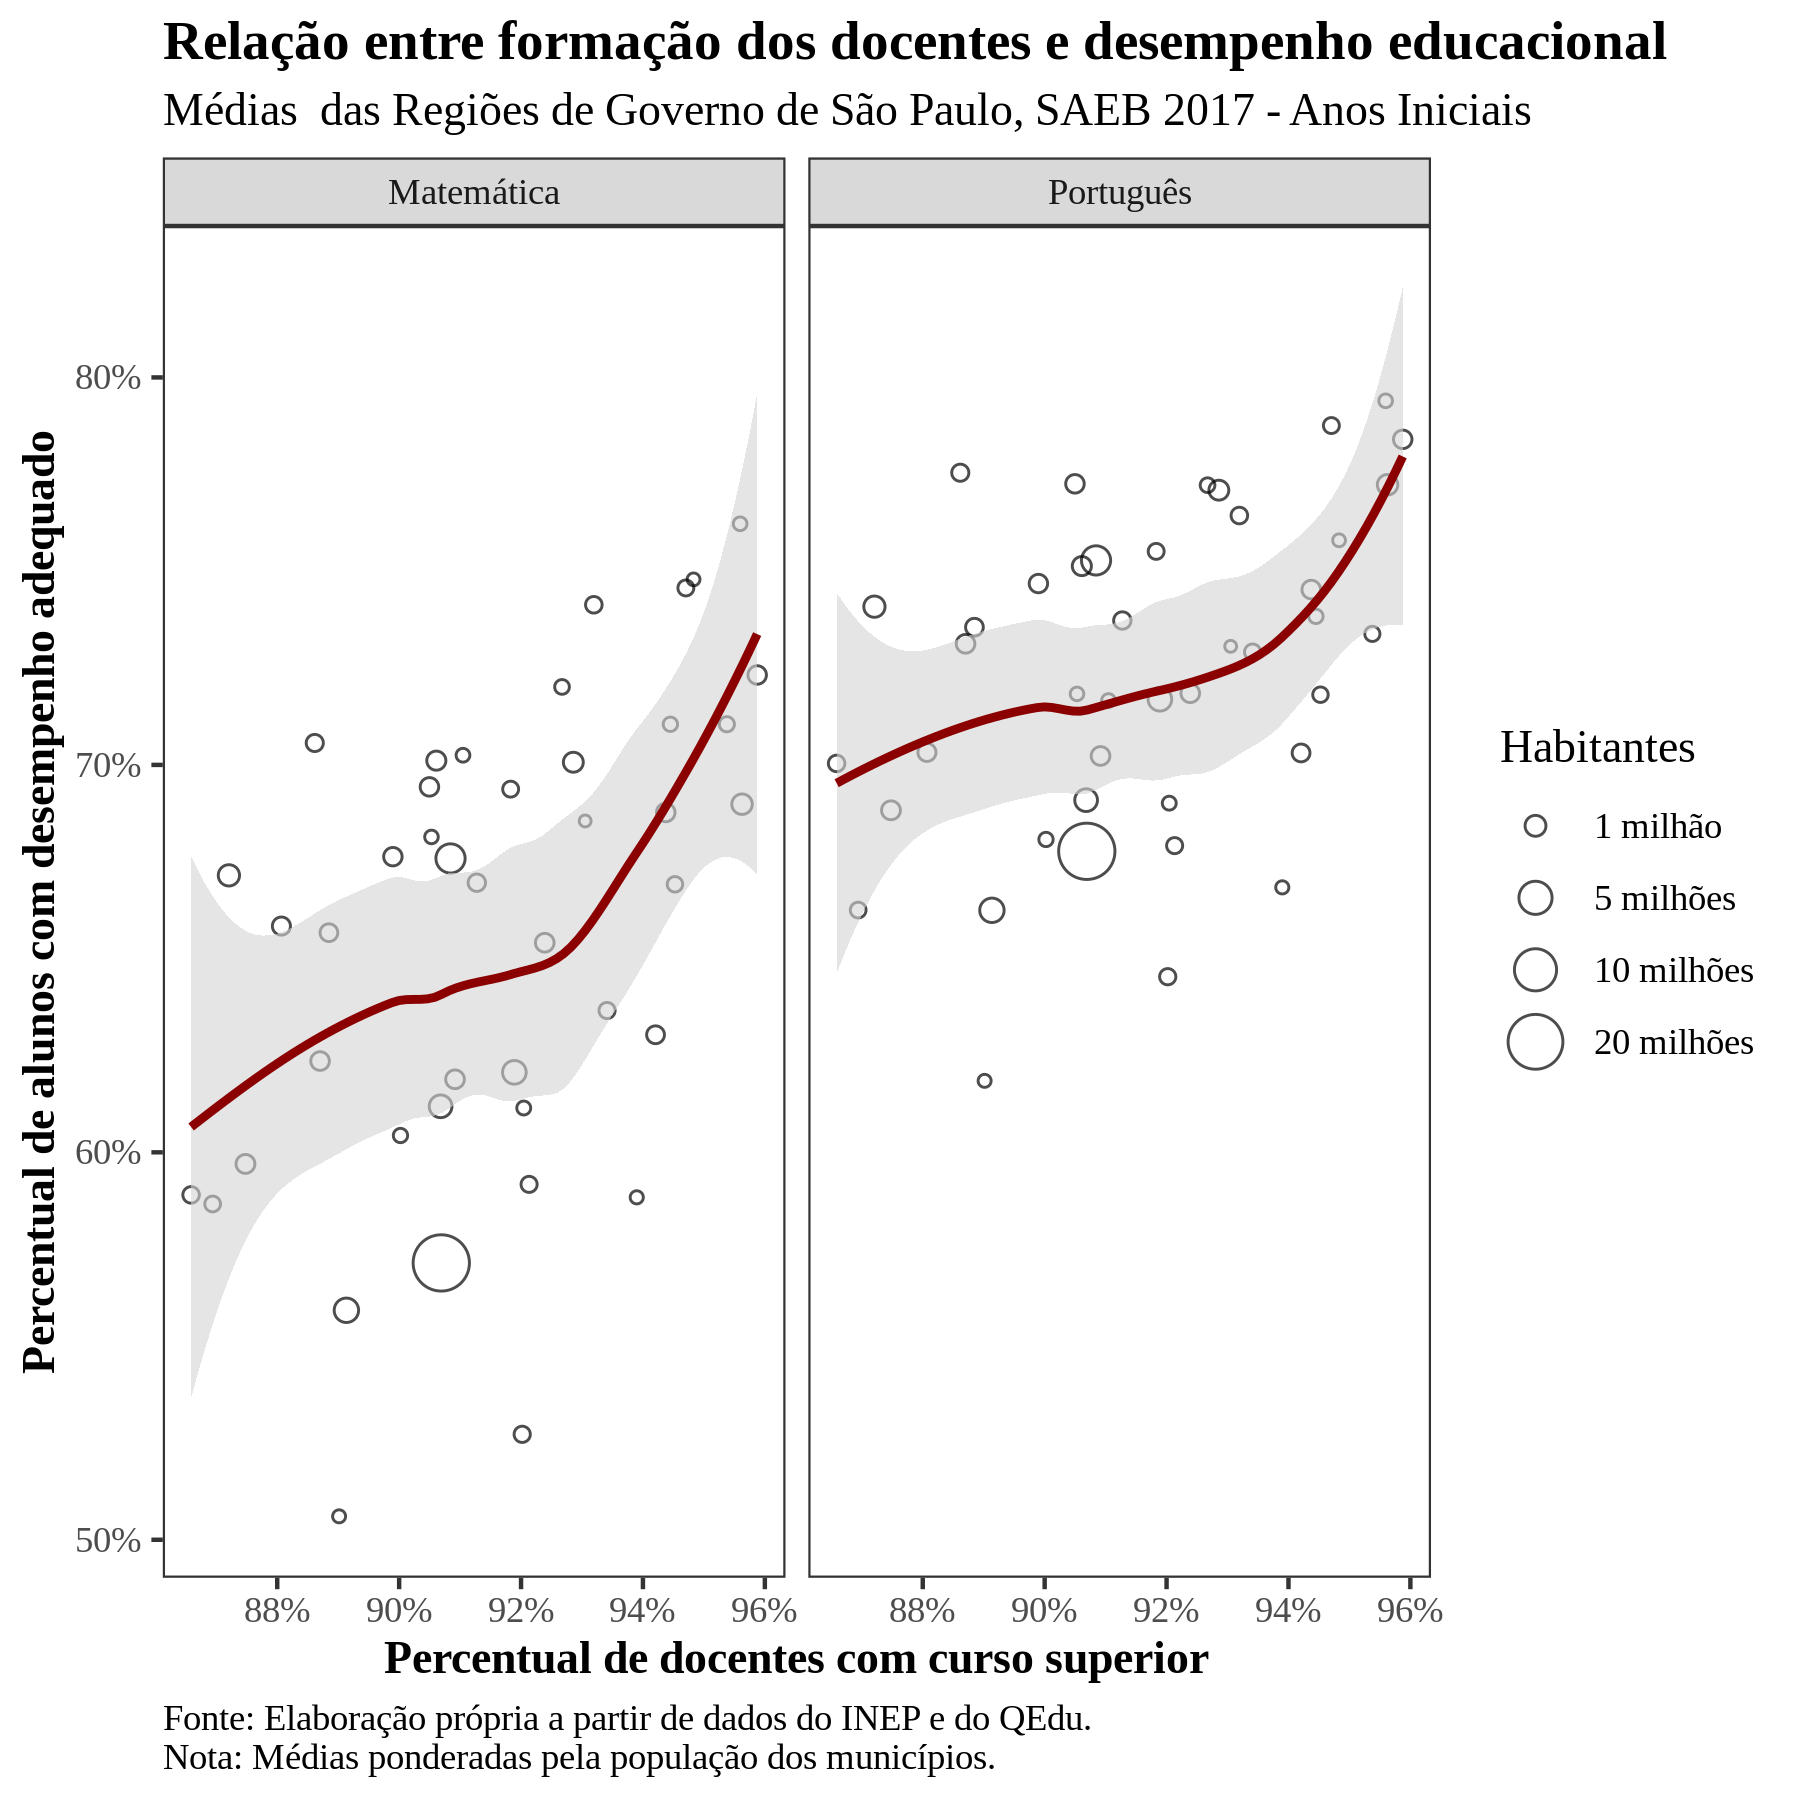 Relação entre formação dos docentes e desempenho educacional
Médias  das Regiões de Governo de São Paulo, SAEB 2017 - Anos Iniciais
Matemática
Português
Percentual de alunos com desempenho adequado
80%
70%
60%
50%
88%
90%
92%
94%
96%
88%
90%
92%
94%
96%
Percentual de docentes com curso superior
Habitantes
1 milhão
5 milhões
10 milhões
20 milhões
Fonte: Elaboração própria a partir de dados do INEP e do QEdu.
Nota: Médias ponderadas pela população dos municípios.